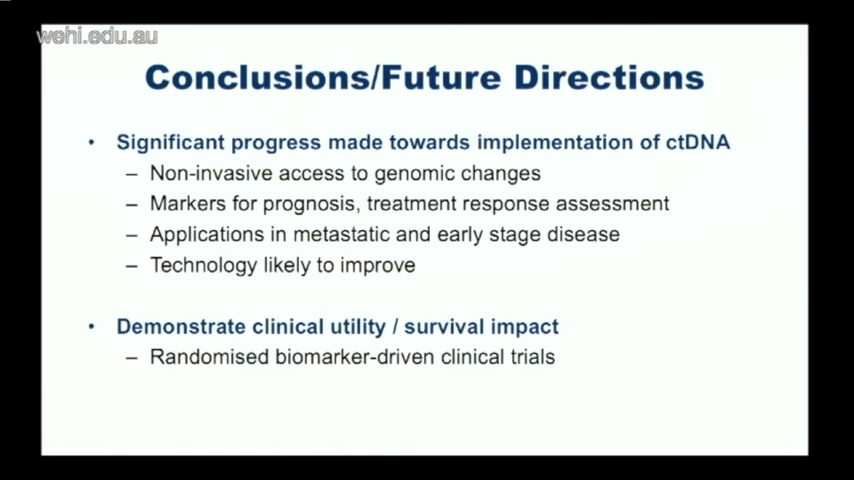 wehi.edu.au
Conclusions/Future Directions
• Significant progress made towards implementation of ctDNA
– Non-invasive access to genomic changes
– Markers for prognosis, treatment response assessment
– Applications in metastatic and early stage disease
– Technology likely to improve
• Demonstrate clinical utility / survival impact
– Randomised biomarker-driven clinical trials